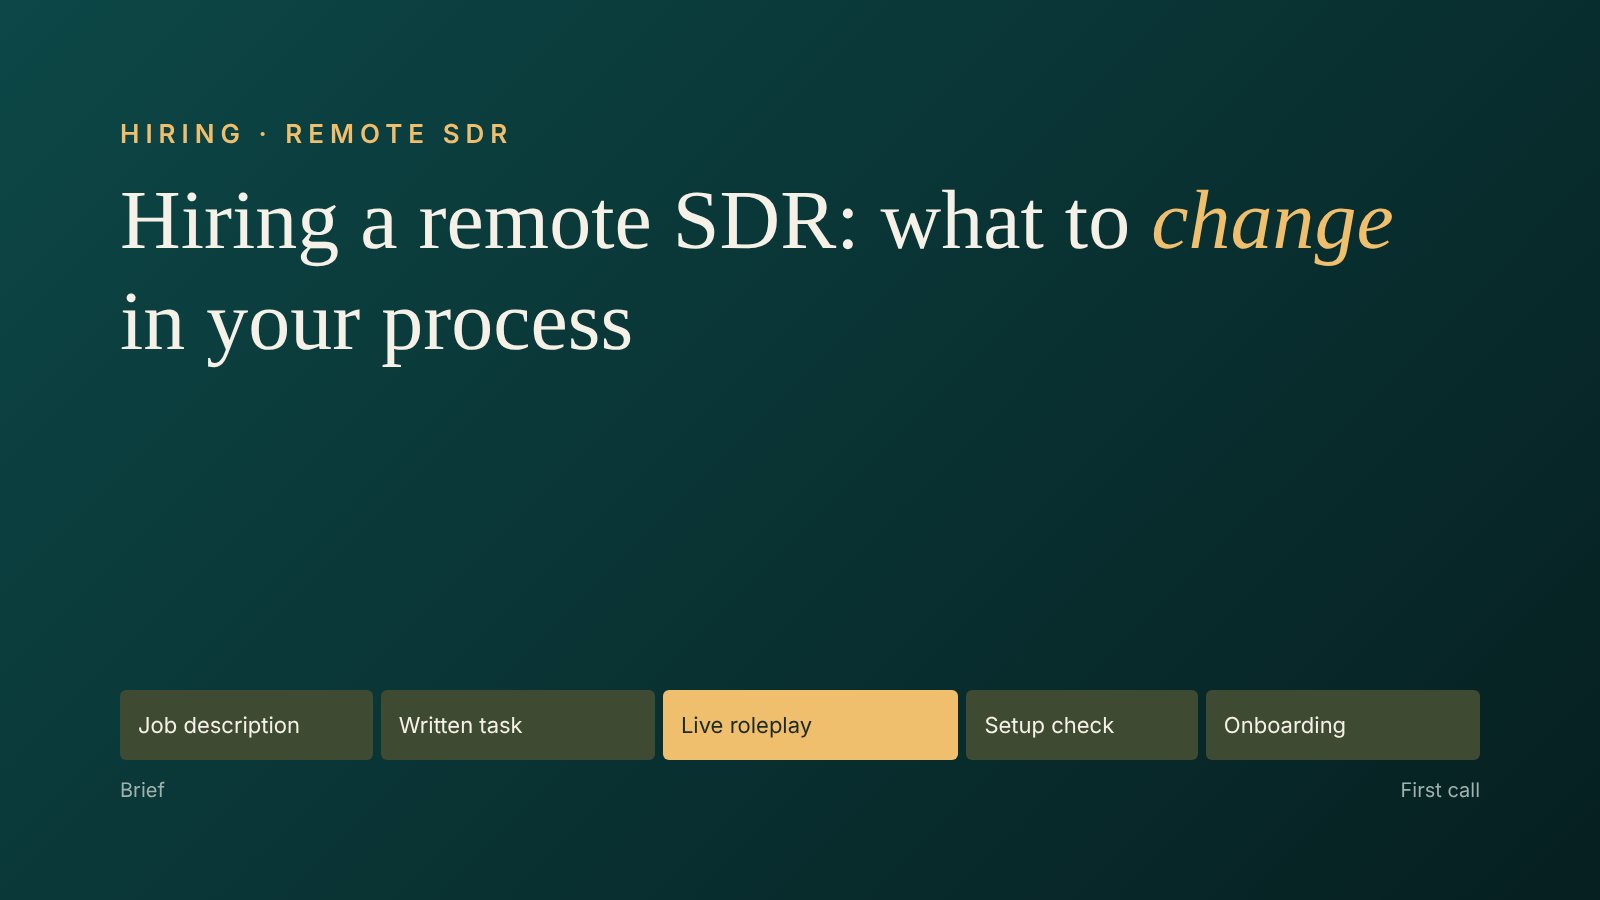 HIRING · REMOTE SDR
Hiring a remote SDR: what to change
in your process
Job description
Written task
Live roleplay
Setup check
Onboarding
Brief
First call